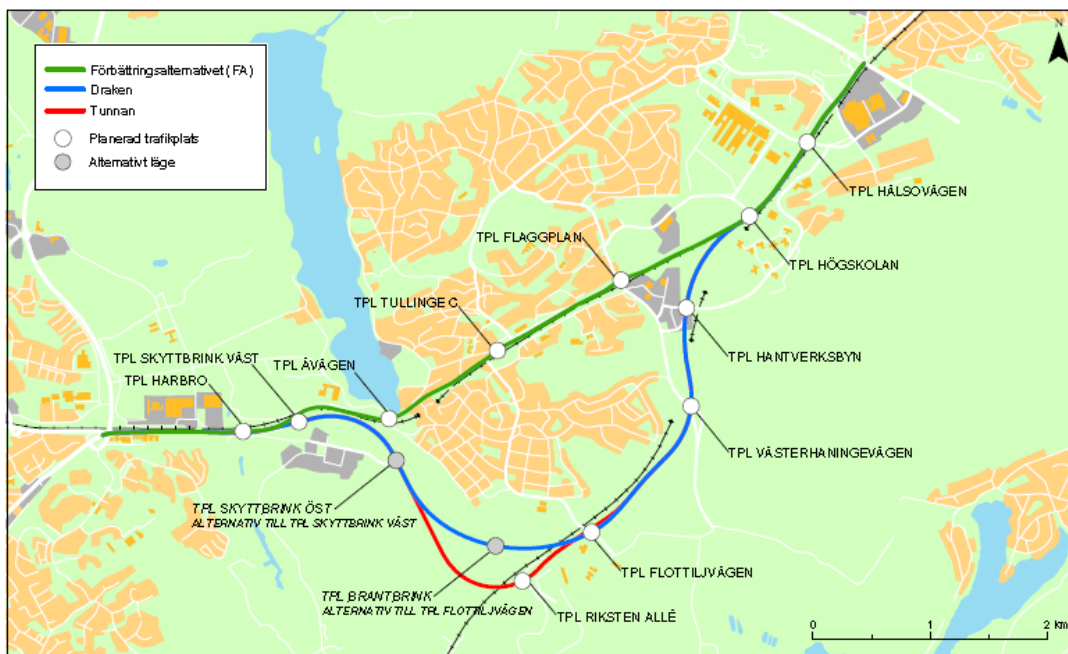 N
Förbättringsalternativet (FA)
Draken
Tunnan
Planerad trafikplats
Alternativt läge
TPL HÄLSOVÄGEN
TPL FLAGGPLAN
TPL HÖGSKOLAN
TPL TULLINGE C
TPL SKYTTBRINK VÄST
TPL ÅVÄGEN
TPL HANTVERKSBYN
TPL HARBRO
TPL VÄSTERHANINGEVÄGEN
TPL SKYTTBRINK ÖST
ALTERNATIV TILL TPL SKYTTBRINK VÄST
TPL FLOTTILJVÄGEN
TPL BRANTBRINK
ALTERNATIV TILL TPL FLOTTILJVÄGEN
TPL RIKSTEN ALLÉ
0 1 2 km